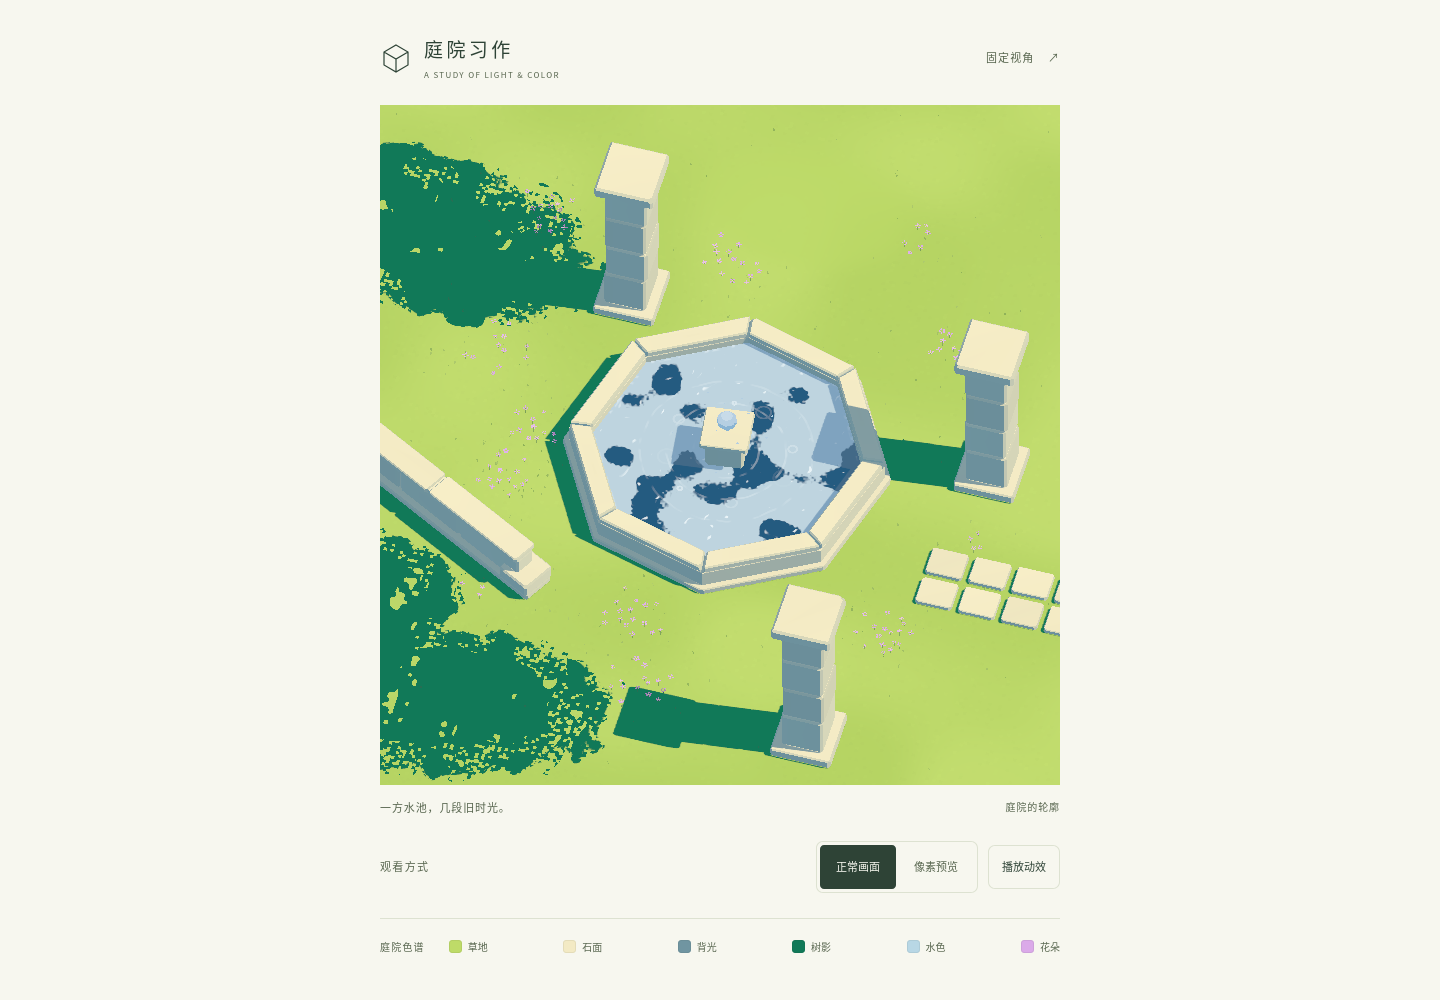 庭院习作
A STUDY OF LIGHT & COLOR
固定视角 ↗
一方水池，几段旧时光。
庭院的轮廓
观看方式
正常画面
像素预览
播放动效
庭院色谱
草地
石面
背光
树影
水色
花朵